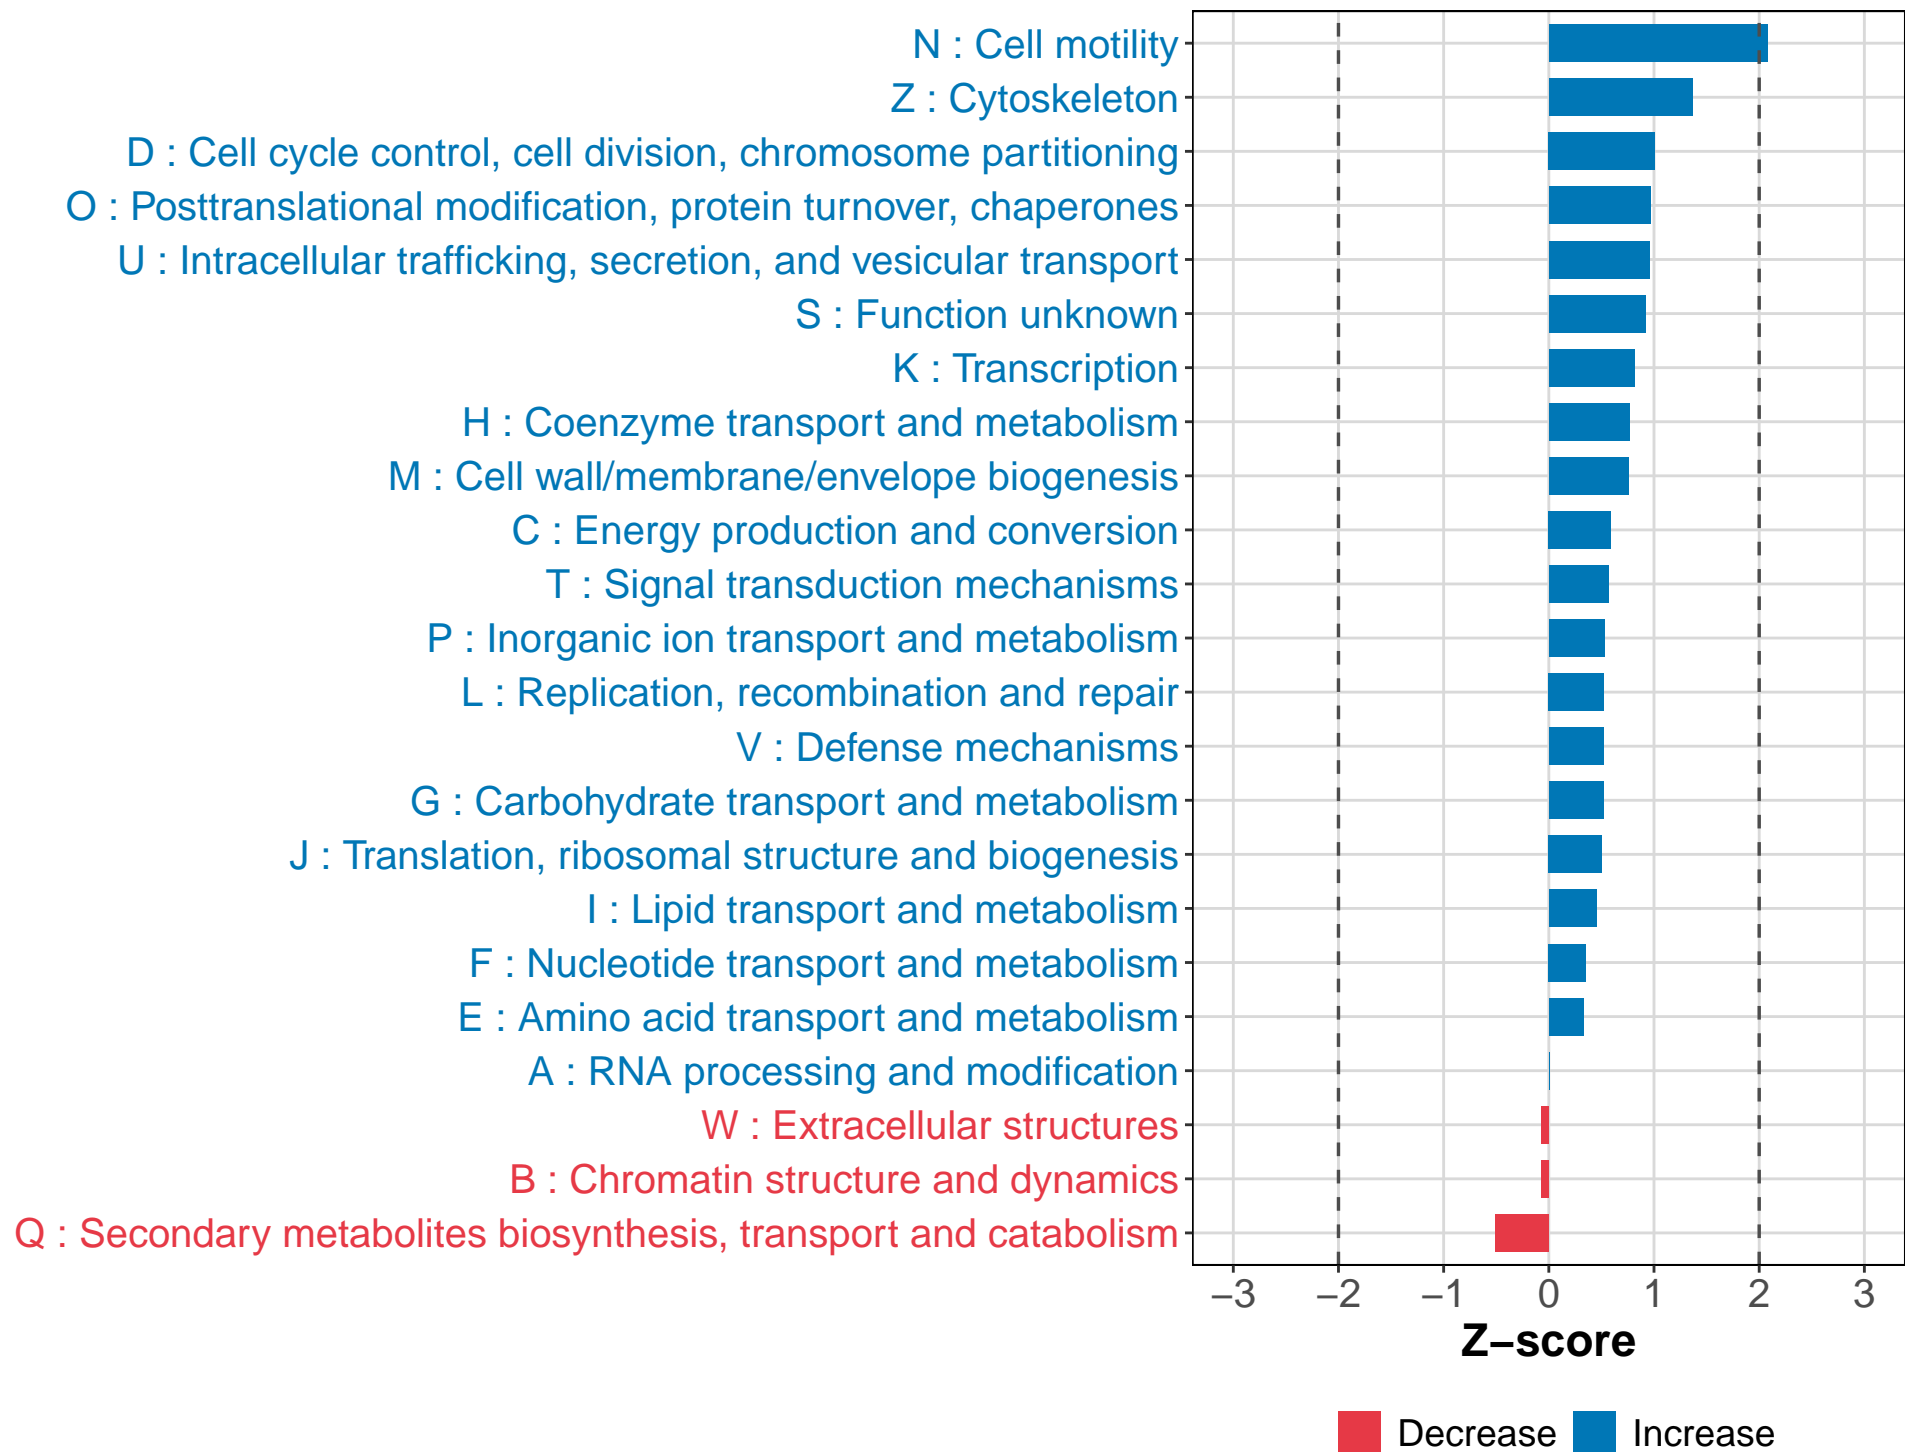 N : Cell motility
Z : Cytoskeleton
D : Cell cycle control, cell division, chromosome partitioning
O : Posttranslational modification, protein turnover, chaperones
U : Intracellular trafficking, secretion, and vesicular transport
S : Function unknown
K : Transcription
H : Coenzyme transport and metabolism
M : Cell wall/membrane/envelope biogenesis
C : Energy production and conversion
T : Signal transduction mechanisms
P : Inorganic ion transport and metabolism
L : Replication, recombination and repair
V : Defense mechanisms
G : Carbohydrate transport and metabolism
J : Translation, ribosomal structure and biogenesis
I : Lipid transport and metabolism
F : Nucleotide transport and metabolism
E : Amino acid transport and metabolism
A : RNA processing and modification
W : Extracellular structures
B : Chromatin structure and dynamics
Q : Secondary metabolites biosynthesis, transport and catabolism
−3 −2 −1 0 1 2 3
Z−score
Decrease Increase